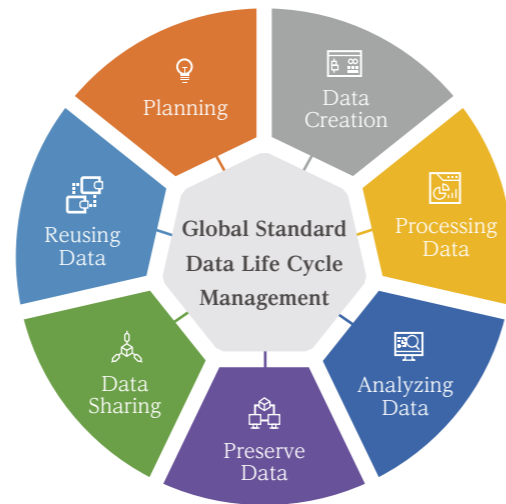 Planning
Data
Creation
Processing
Data
Analyzing
Data
Preserve
Data
Data
Sharing
Reusing
Data
Global Standard
Data Life Cycle
Management